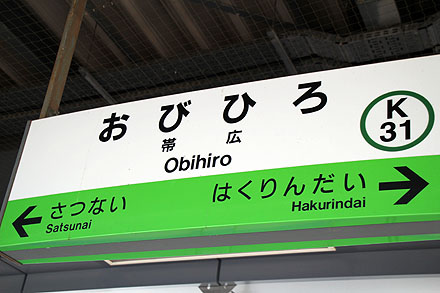 おびひろ
帯広
Obihiro
K
31
さつない
Satsunai
はくりんだい
Hakurindai